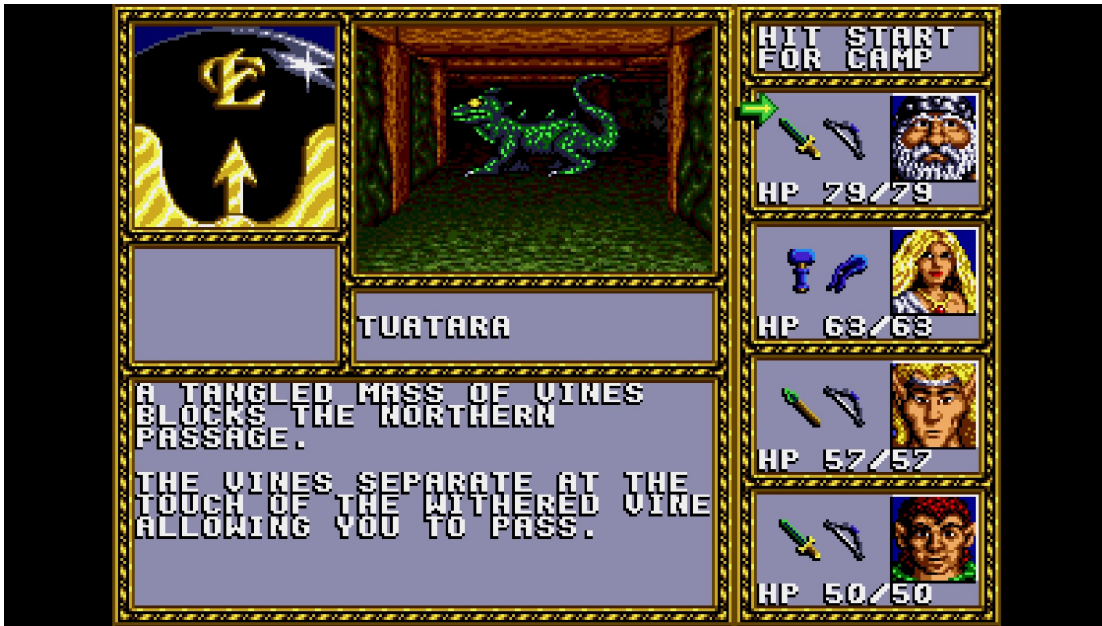 E
HIT START
FOR CAMP
HP 79/79
HP 63/63
TUATARA
A TANGLED MASS OF VINES
BLOCKS THE NORTHERN
PASSAGE.
THE VINES SEPARATE AT THE
TOUCH OF THE WITHERED VINE
ALLOWING YOU TO PASS.
HP 57/57
HP 50/50